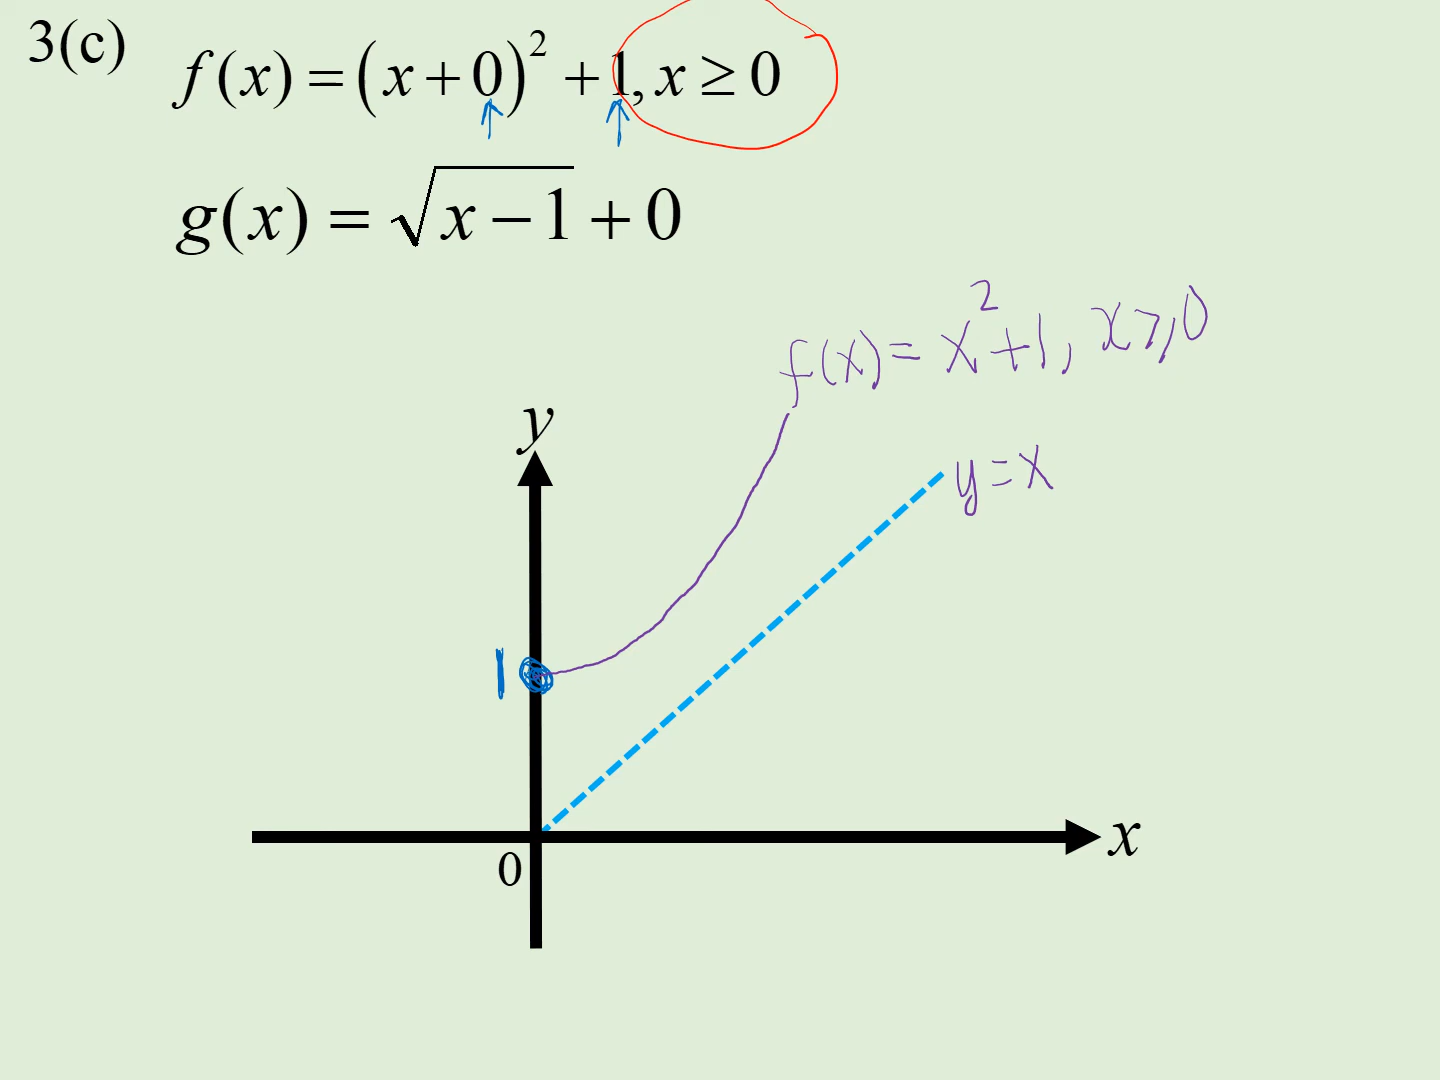 3(c) f(x) = (x + 0)² + 1, x ≥ 0
g(x) = √(x − 1) + 0
f(x) = x² + 1, x ≥ 0
y
y = x
1
x
0